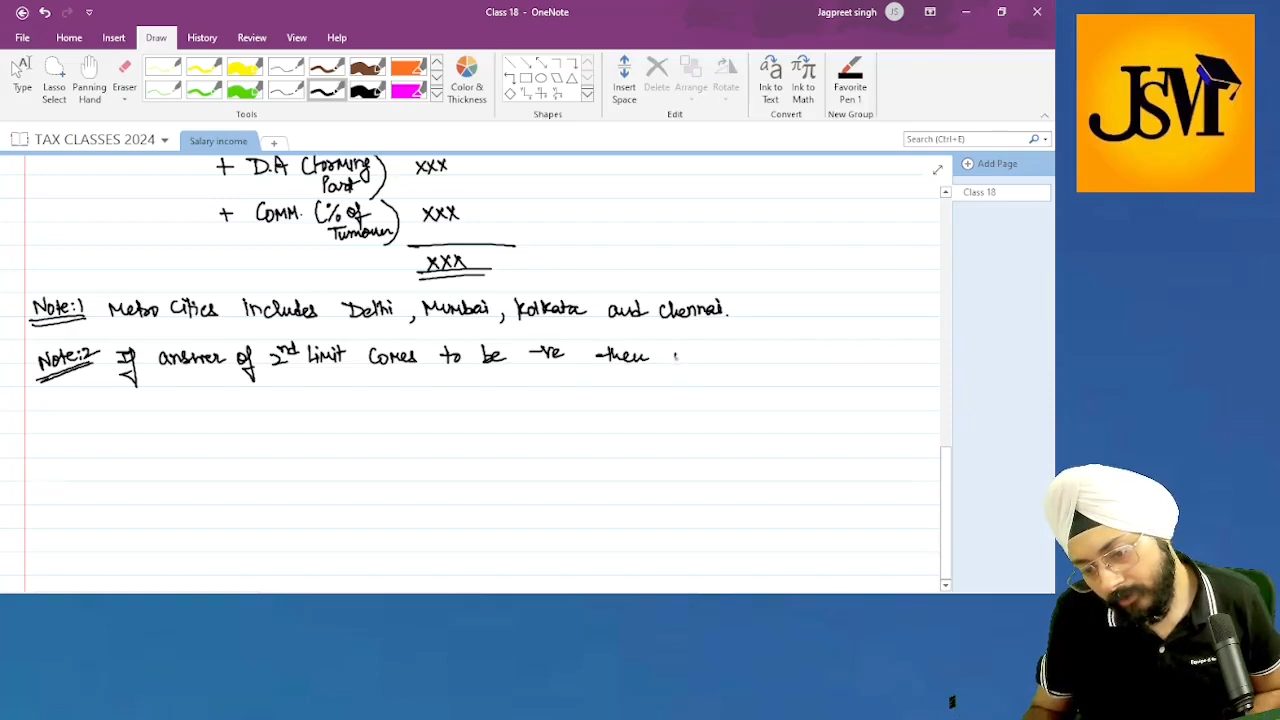 Class 18 - OneNote
Jagpreet singh JS
File Home Insert Draw History Review View Help
Type Lasso Select Panning Hand Eraser
Color & Thickness
Insert Space Delete Arrange Rotate
Ink to Text Ink to Math
Favorite Pen 1
Tools Shapes Edit Convert New Group
TAX CLASSES 2024 Salary income
Search (Ctrl+E)
Add Page
Class 18
JSM
+ D.A (forming Part) XXX
+ COMM. (% of Turnover) XXX
XXX
Note:1 Metro Cities includes Delhi, Mumbai, Kolkata and Chennai.
Note:2 If answer of 2nd limit comes to be -ve then